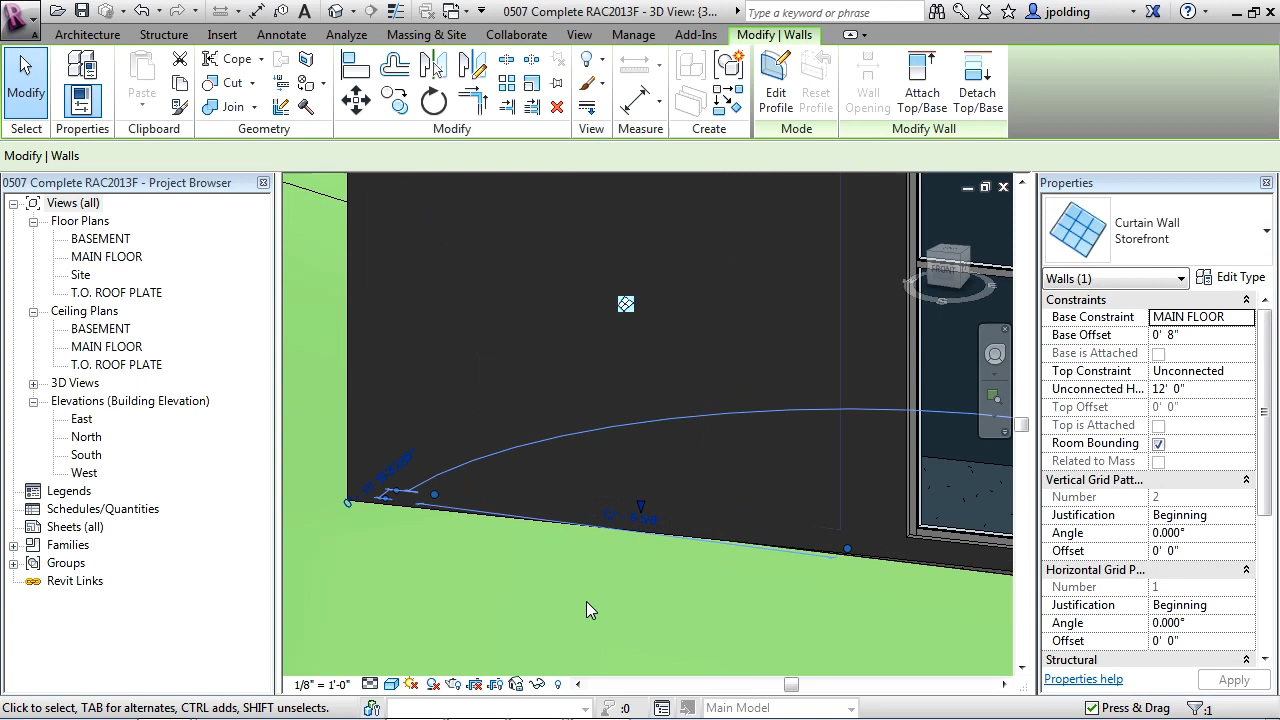 0507 Complete RAC2013F - 3D View: {3...
Type a keyword or phrase
jpolding
Architecture Structure Insert Annotate Analyze Massing & Site Collaborate View Manage Add-Ins Modify | Walls
Modify
Paste
Cope
Cut
Join
Edit Profile
Reset Profile
Wall Opening
Attach Top/Base
Detach Top/Base
Select Properties Clipboard Geometry Modify View Measure Create Mode Modify Wall
Modify | Walls
0507 Complete RAC2013F - Project Browser
Views (all)
Floor Plans
BASEMENT
MAIN FLOOR
Site
T.O. ROOF PLATE
Ceiling Plans
BASEMENT
MAIN FLOOR
T.O. ROOF PLATE
3D Views
Elevations (Building Elevation)
East
North
South
West
Legends
Schedules/Quantities
Sheets (all)
Families
Groups
Revit Links
FRONT
Properties
Curtain Wall
Storefront
Walls (1) Edit Type
Constraints
Base Constraint MAIN FLOOR
Base Offset 0' 8"
Base is Attached
Top Constraint Unconnected
Unconnected H... 12' 0"
Top Offset 0' 0"
Top is Attached
Room Bounding
Related to Mass
Vertical Grid Patt...
Number 2
Justification Beginning
Angle 0.000°
Offset 0' 0"
Horizontal Grid P...
Number 1
Justification Beginning
Angle 0.000°
Offset 0' 0"
Structural
Properties help Apply
1/8" = 1'-0"
Click to select, TAB for alternates, CTRL adds, SHIFT unselects.
:0
Main Model
Press & Drag
:1